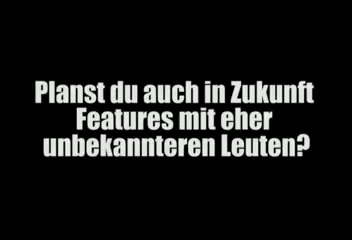 Planst du auch in Zukunft
Features mit eher
unbekannteren Leuten?